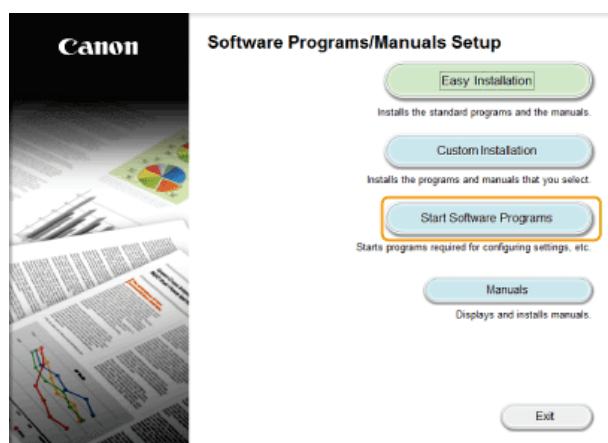 Canon
Software Programs/Manuals Setup
Easy Installation
Installs the standard programs and the manuals.
Custom Installation
Installs the programs and manuals that you select.
Start Software Programs
Starts programs required for configuring settings, etc.
Manuals
Displays and installs manuals.
Exit